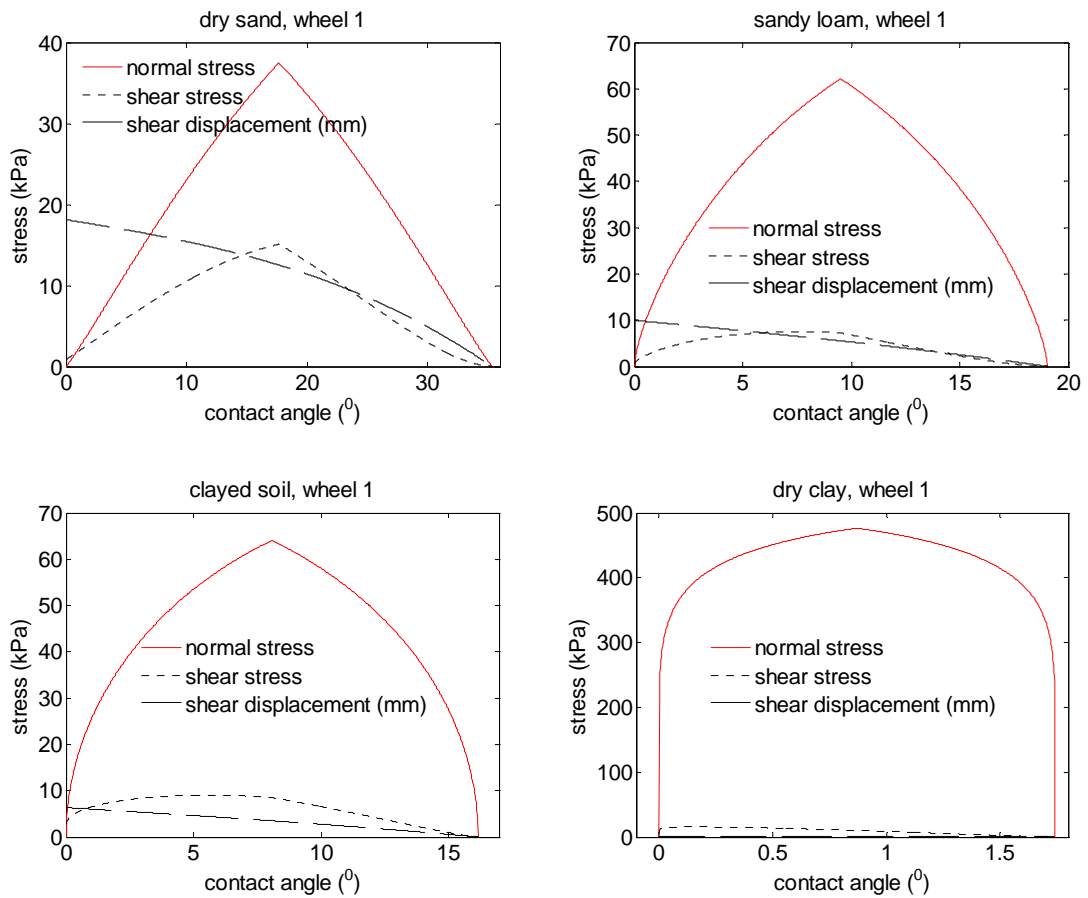 dry sand, wheel 1
40
30
20
10
0
stress (kPa)
normal stress
shear stress
shear displacement (mm)
0 10 20 30
contact angle (⁰)
sandy loam, wheel 1
70
60
50
40
30
20
10
0
stress (kPa)
normal stress
shear stress
shear displacement (mm)
0 5 10 15 20
contact angle (⁰)
clayed soil, wheel 1
70
60
50
40
30
20
10
0
stress (kPa)
normal stress
shear stress
shear displacement (mm)
0 5 10 15
contact angle (⁰)
dry clay, wheel 1
500
400
300
200
100
0
stress (kPa)
normal stress
shear stress
shear displacement (mm)
0 0.5 1 1.5
contact angle (⁰)